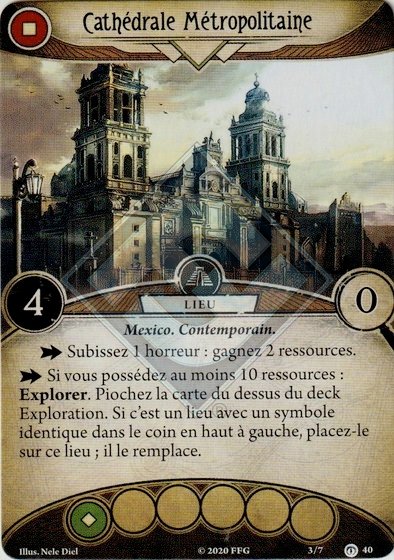 Cathédrale Métropolitaine
4
LIEU
0
Mexico. Contemporain.
Subissez 1 horreur : gagnez 2 ressources.
Si vous possédez au moins 10 ressources :
Explorer. Piochez la carte du dessus du deck
Exploration. Si c'est un lieu avec un symbole
identique dans le coin en haut à gauche, placez-le
sur ce lieu ; il le remplace.
Illus. Nele Diel
© 2020 FFG
3/7
40